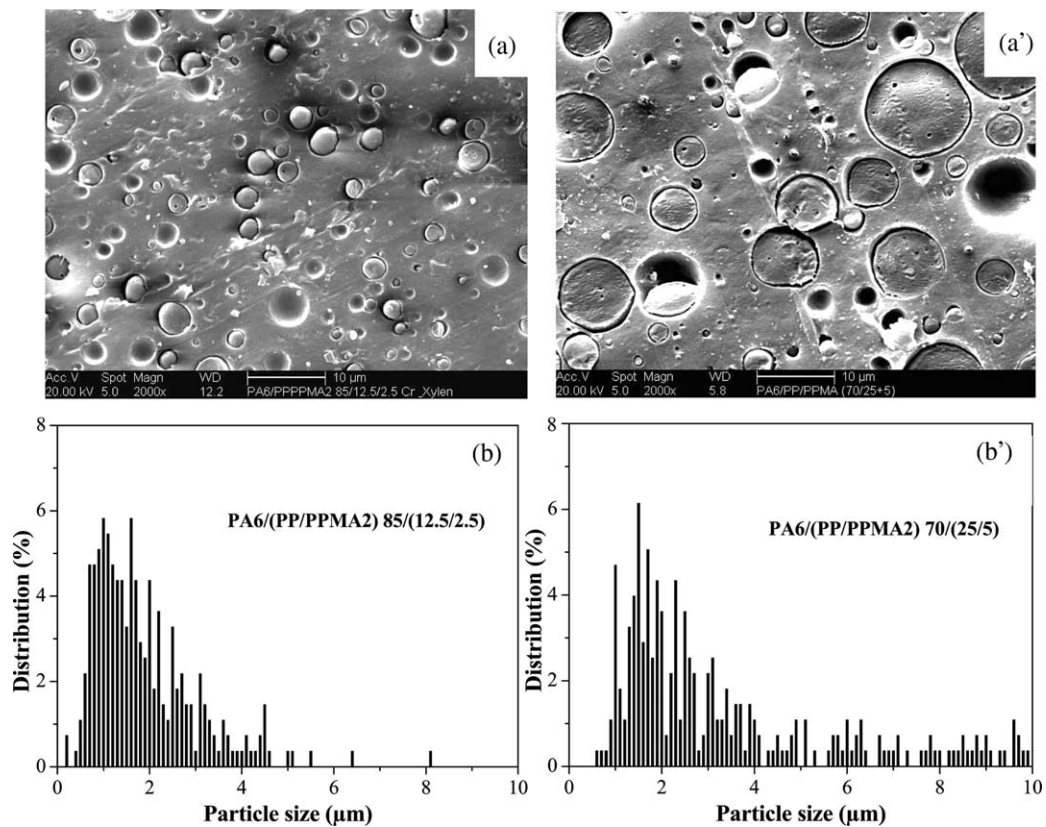 (a)
Acc.V Spot Magn WD 10 µm
20.00 kV 5.0 2000x 12.2 PA6/PPPPMA2 85/12.5/2.5 Cr_Xylen
(a')
Acc.V Spot Magn WD 10 µm
20.00 kV 5.0 2000x 5.8 PA6/PP/PPMA (70/25+5)
(b)
PA6/(PP/PPMA2) 85/(12.5/2.5)
Distribution (%)
8
6
4
2
0
0 2 4 6 8 10
Particle size (µm)
(b')
PA6/(PP/PPMA2) 70/(25/5)
Distribution (%)
8
6
4
2
0
0 2 4 6 8 10
Particle size (µm)